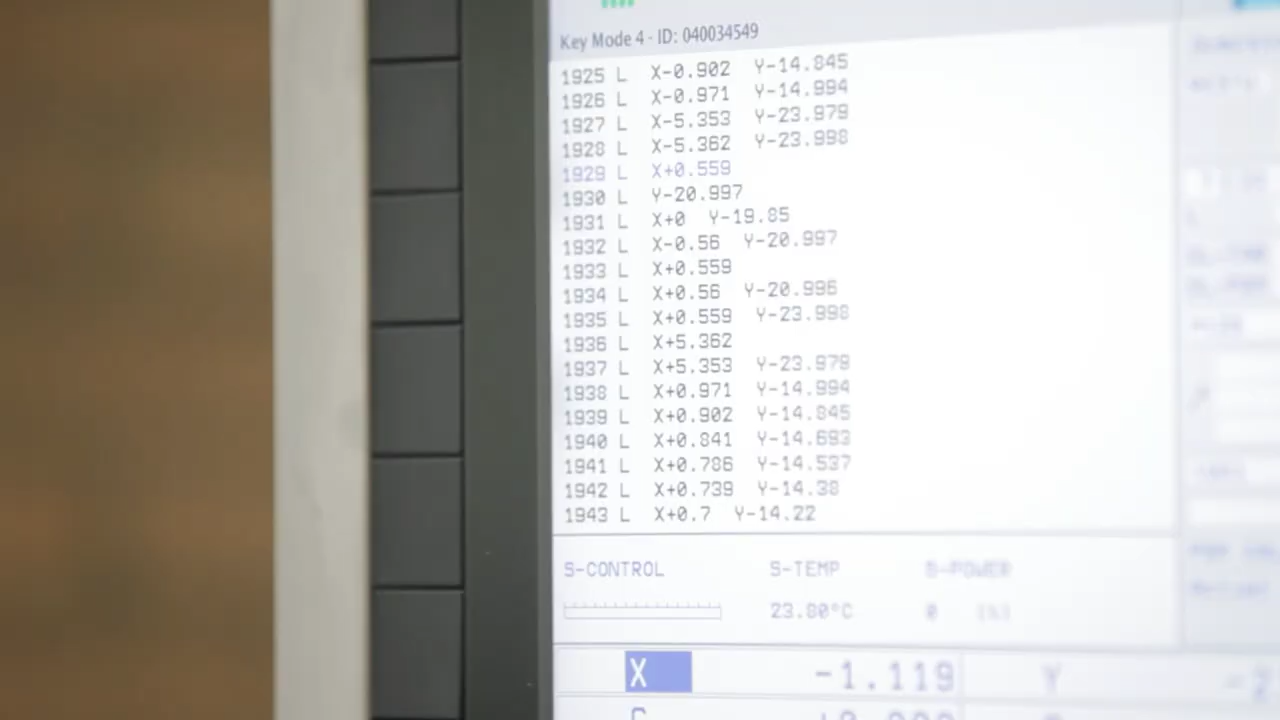 Key Mode 4 - ID: 040034549
1925 L X-0.902 Y-14.845
1926 L X-0.971 Y-14.994
1927 L X-5.353 Y-23.979
1928 L X-5.362 Y-23.998
1929 L X+0.559
1930 L Y-20.997
1931 L X+0 Y-19.85
1932 L X-0.56 Y-20.997
1933 L X+0.559
1934 L X+0.56 Y-20.996
1935 L X+0.559 Y-23.998
1936 L X+5.362
1937 L X+5.353 Y-23.979
1938 L X+0.971 Y-14.994
1939 L X+0.902 Y-14.845
1940 L X+0.841 Y-14.693
1941 L X+0.786 Y-14.537
1942 L X+0.739 Y-14.38
1943 L X+0.7 Y-14.22
S-CONTROL S-TEMP S-POWER
23.80°C 0
X -1.119 Y